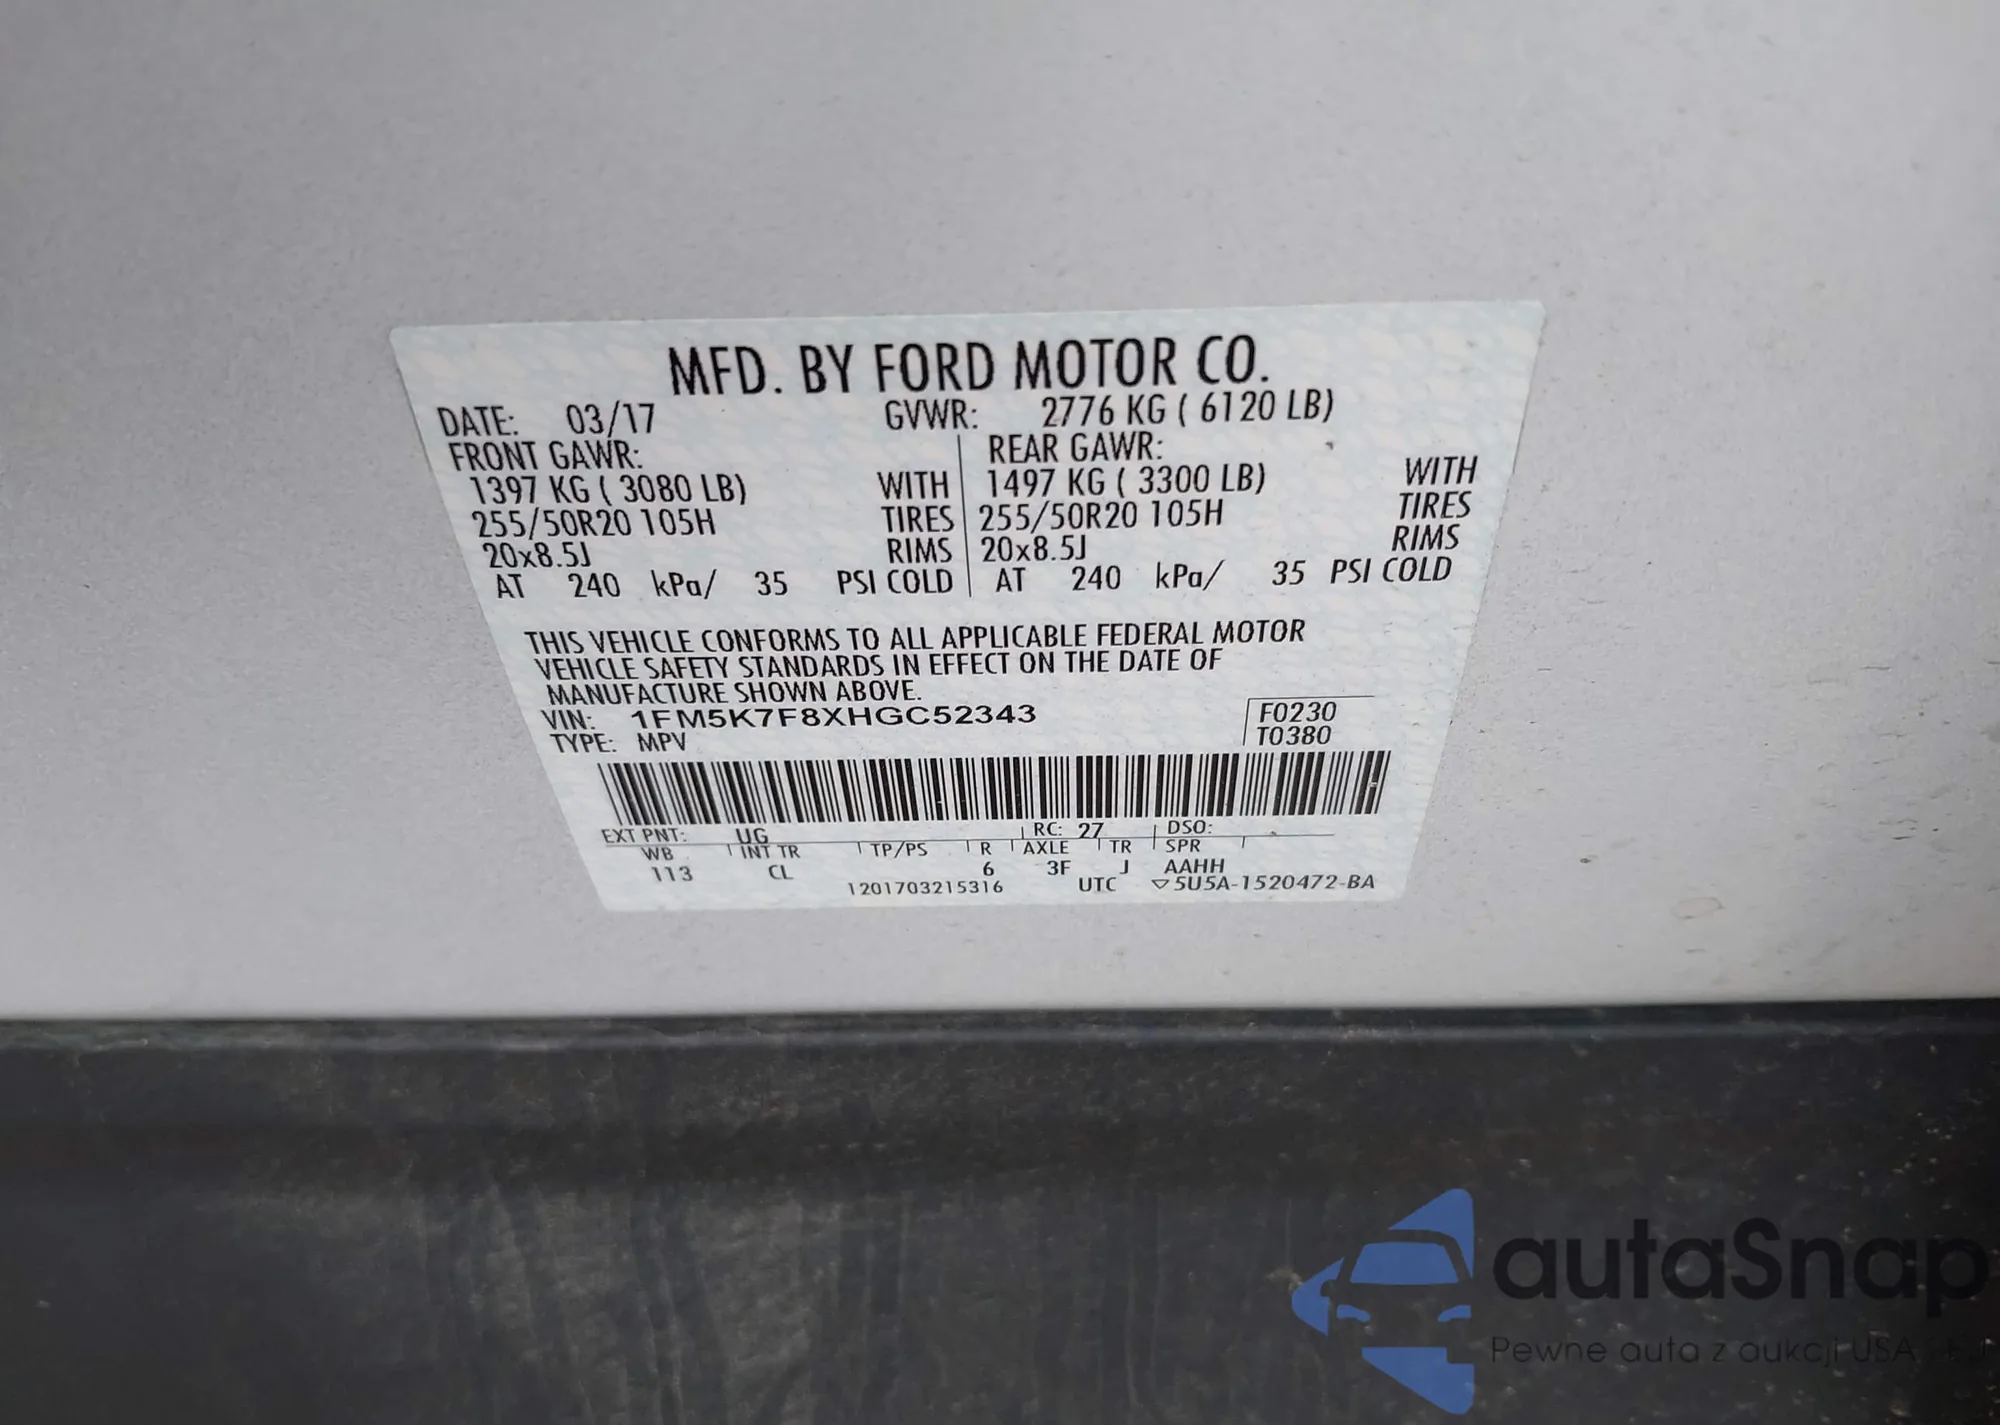 MFD. BY FORD MOTOR CO.
DATE: 03/17 GVWR: 2776 KG ( 6120 LB)
FRONT GAWR: REAR GAWR:
1397 KG ( 3080 LB) WITH 1497 KG ( 3300 LB) WITH
255/50R20 105H TIRES 255/50R20 105H TIRES
20x8.5J RIMS 20x8.5J RIMS
AT 240 kPa/ 35 PSI COLD AT 240 kPa/ 35 PSI COLD
THIS VEHICLE CONFORMS TO ALL APPLICABLE FEDERAL MOTOR
VEHICLE SAFETY STANDARDS IN EFFECT ON THE DATE OF
MANUFACTURE SHOWN ABOVE.
VIN: 1FM5K7F8XHGC52343 F0230
TYPE: MPV T0380
EXT PNT: UG RC: 27 DSO:
WB INT TR TP/PS R AXLE TR SPR
113 CL 6 3F J AAHH
1201703215316 UTC ▽5U5A-1520472-BA
autaSnap
Pewne auta z aukcji USA